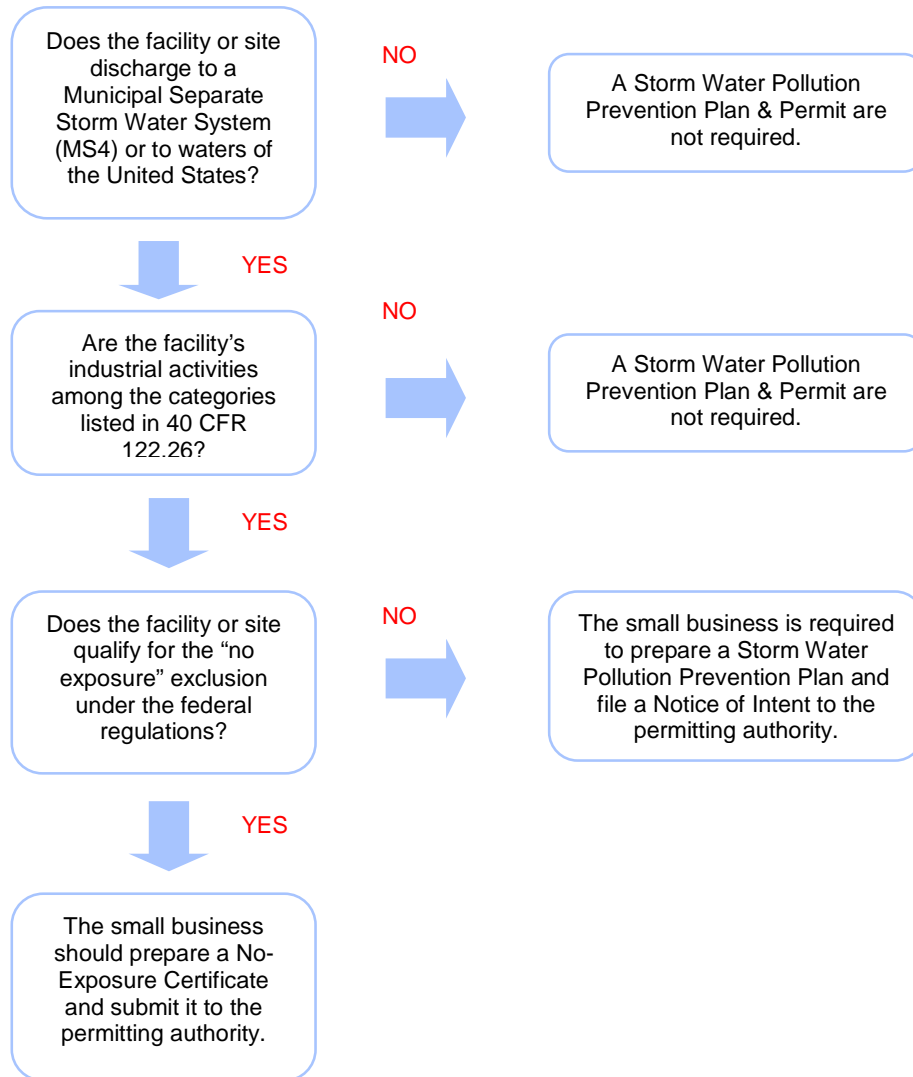 Does the facility or site
discharge to a
Municipal Separate
Storm Water System
(MS4) or to waters of
the United States?
NO
A Storm Water Pollution
Prevention Plan & Permit are
not required.
YES
Are the facility’s
industrial activities
among the categories
listed in 40 CFR
122.26?
NO
A Storm Water Pollution
Prevention Plan & Permit are
not required.
YES
Does the facility or site
qualify for the “no
exposure” exclusion
under the federal
regulations?
NO
The small business is required
to prepare a Storm Water
Pollution Prevention Plan and
file a Notice of Intent to the
permitting authority.
YES
The small business
should prepare a No-
Exposure Certificate
and submit it to the
permitting authority.